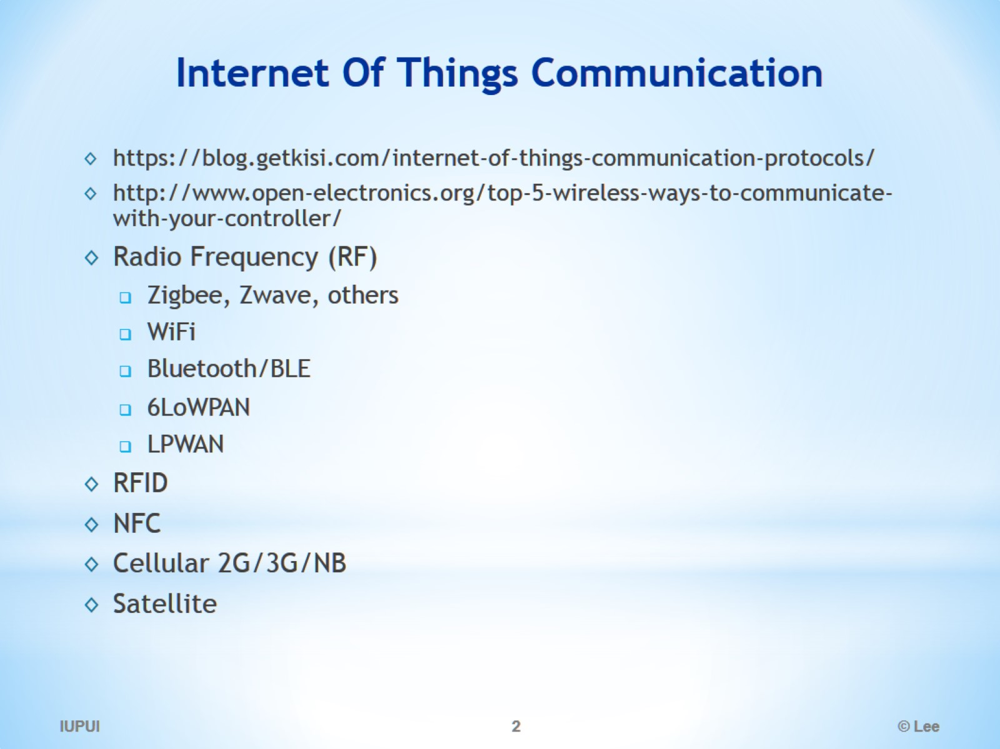 Internet Of Things Communication
https://blog.getkisi.com/internet-of-things-communication-protocols/
http://www.open-electronics.org/top-5-wireless-ways-to-communicate-
with-your-controller/
Radio Frequency (RF)
Zigbee, Zwave, others
WiFi
Bluetooth/BLE
6LoWPAN
LPWAN
RFID
NFC
Cellular 2G/3G/NB
Satellite
IUPUI
2
© Lee